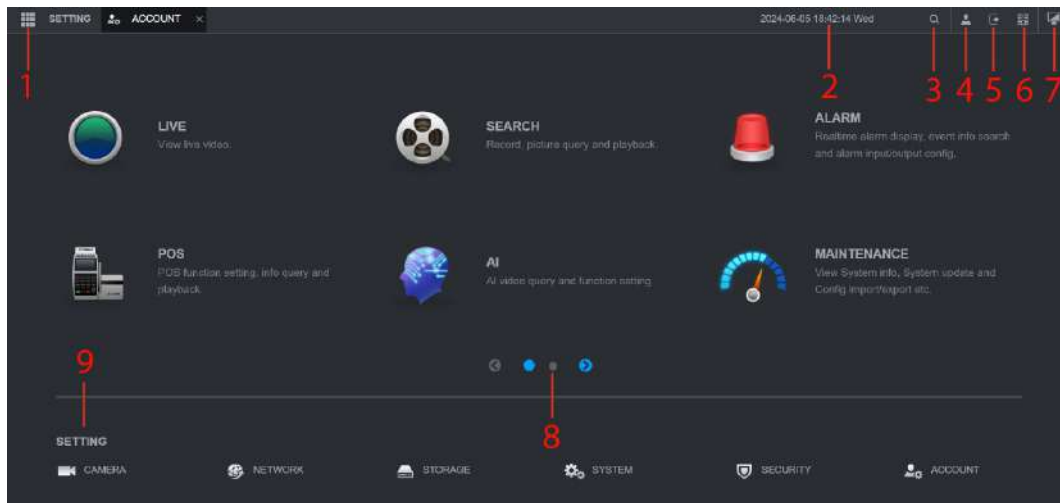 SETTING ACCOUNT ×
2024-06-05 18:42:14 Wed
1
2
3 4 5 6 7
LIVE
View live video.
SEARCH
Record, picture query and playback.
ALARM
Realtime alarm display, event info search
and alarm input/output config.
POS
POS function setting, info query and
playback.
AI
AI video query and function setting
MAINTENANCE
View System info, System update and
Config import/export etc.
9
8
SETTING
CAMERA NETWORK STORAGE SYSTEM SECURITY ACCOUNT